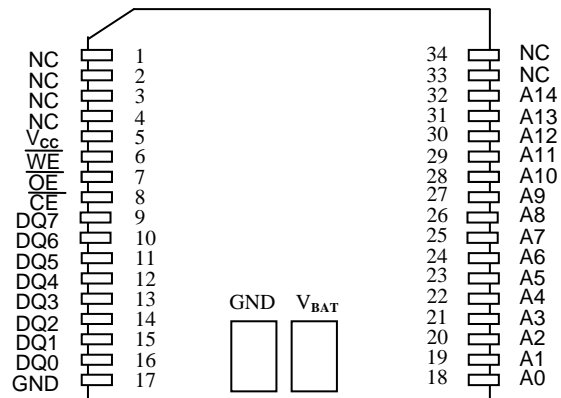 NC 1 34 NC
NC 2 33 NC
NC 3 32 A14
NC 4 31 A13
Vcc 5 30 A12
WE 6 29 A11
OE 7 28 A10
CE 8 27 A9
DQ7 9 26 A8
DQ6 10 25 A7
DQ5 11 24 A6
DQ4 12 23 A5
DQ3 13 22 A4
DQ2 14 21 A3
DQ1 15 20 A2
DQ0 16 19 A1
GND 17 18 A0
GND VBAT